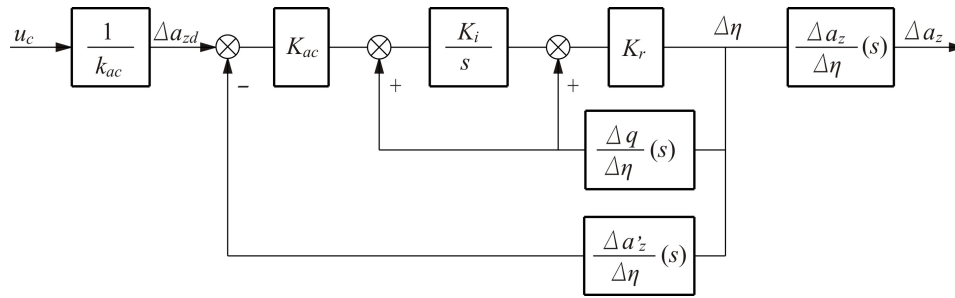 u_c
1
k_ac
Δa_zd
−
K_ac
+
K_i
s
+
K_r
Δη
Δa_z
Δη
(s)
Δa_z
Δq
Δη
(s)
Δa'_z
Δη
(s)